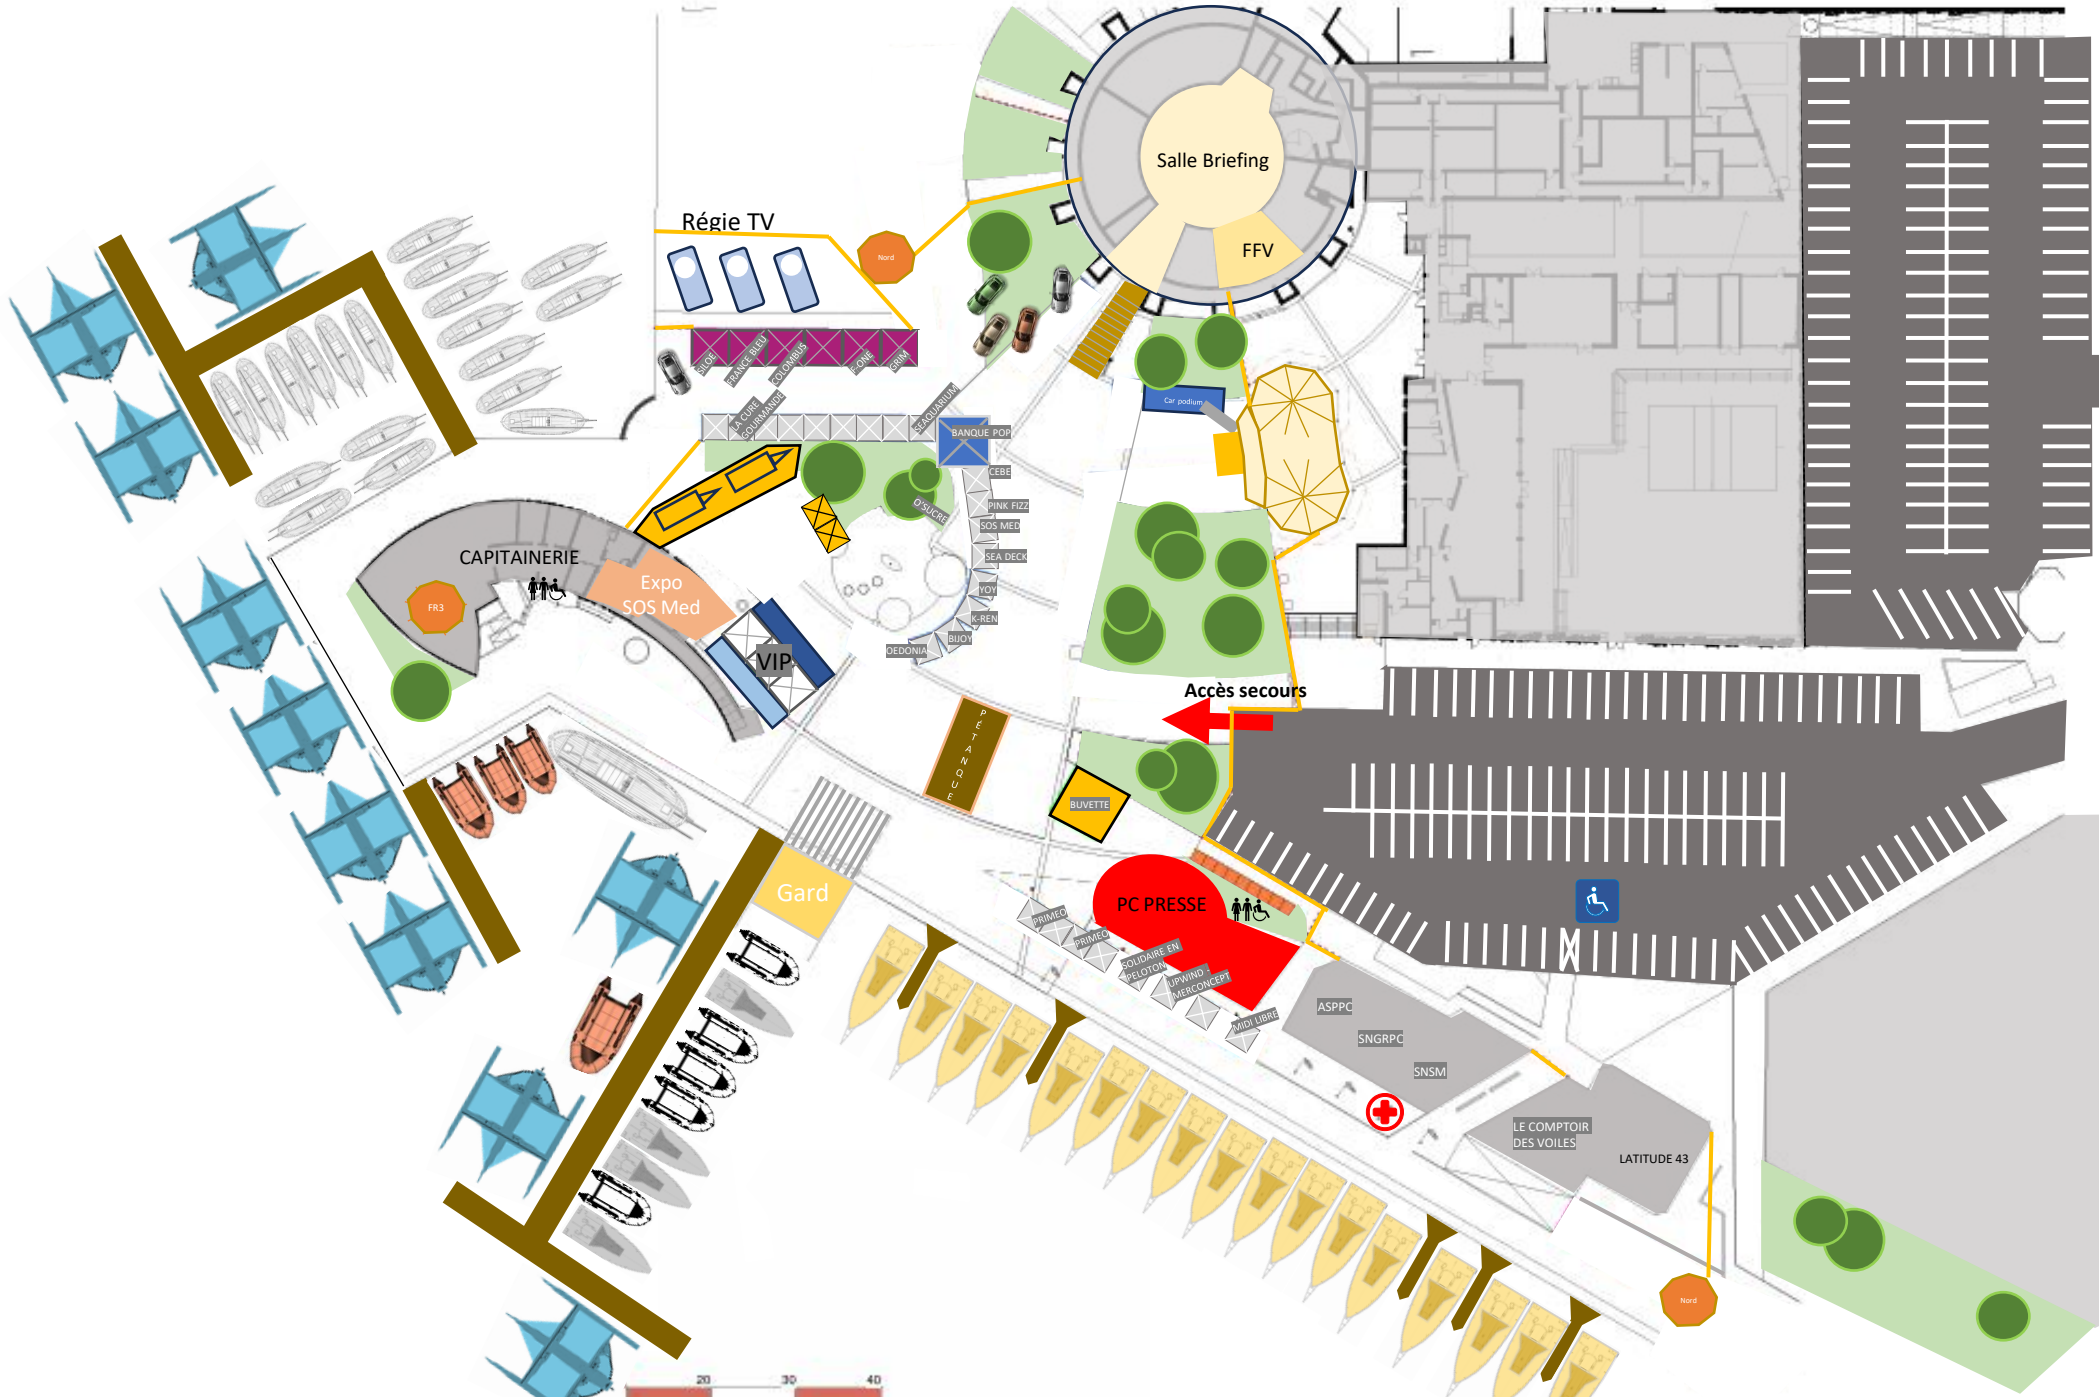 Salle Briefing
FFV
Régie TV
Nord
SILOE
FRANCE BLEU
COLOMBUS
E-ONE
GRIM
LA CURE
GOURMANDE
SEAQUARIUM
BANQUE POP
Car podium
CEBE
PINK FIZZ
O'SUCRE
SOS MED
SEA DECK
YOY
K-REN
BIJOY
OEDONIA
CAPITAINERIE
Expo
SOS Med
FR3
VIP
Accès secours
PÉTANQUE
BUVETTE
Gard
PC PRESSE
PRIMEO
PRIMEO
SOLIDAIRE EN
PELOTON
UPWIND -
MERCONCEPT
MIDI LIBRE
ASPPC
SNGRPC
SNSM
LE COMPTOIR
DES VOILES
LATITUDE 43
Nord
20
30
40